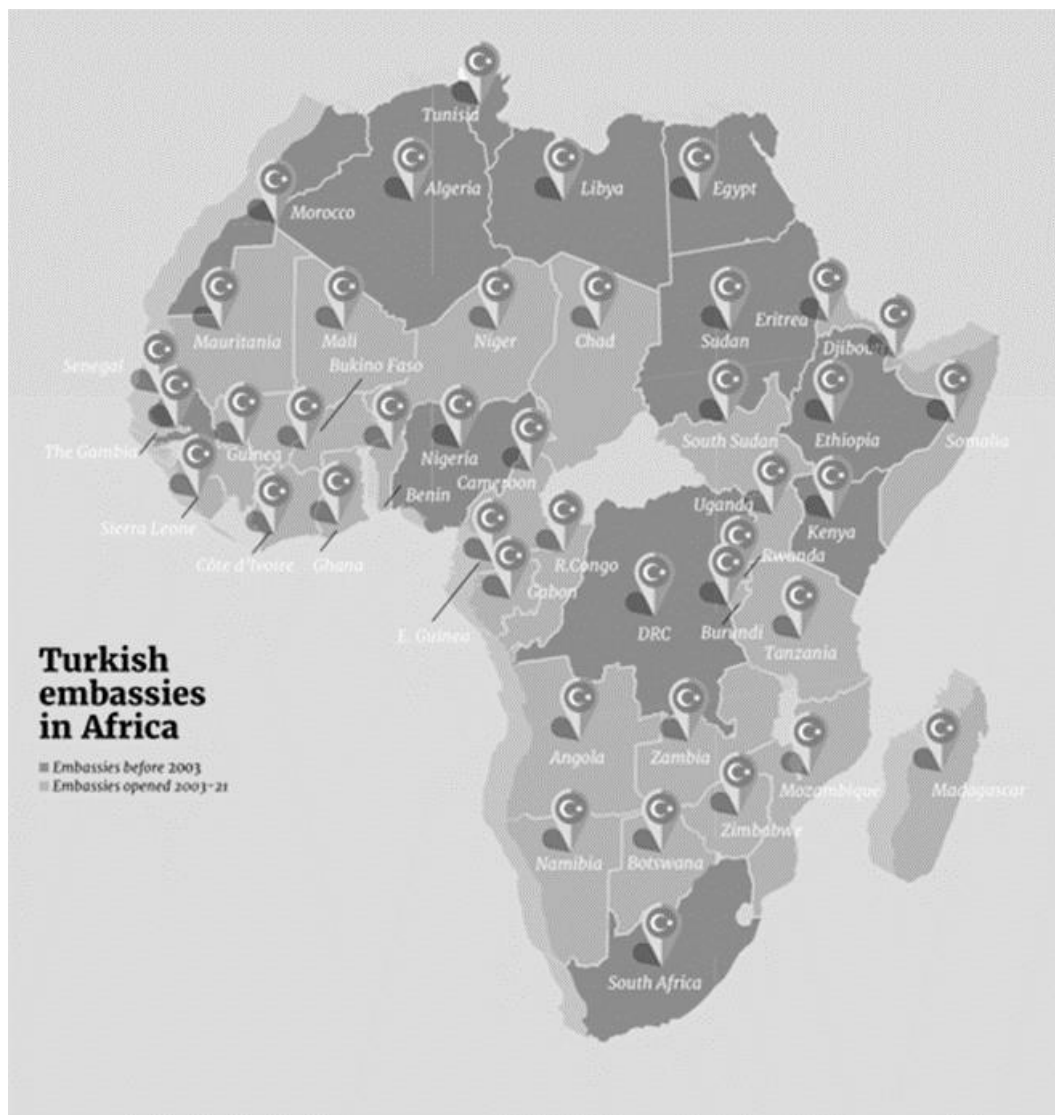 Tunisia
Algeria
Libya
Egypt
Morocco
Mauritania
Mali
Niger
Chad
Sudan
Eritrea
Djibouti
Senegal
Bukino Faso
The Gambia
Guinea
Nigeria
Cameroon
Benin
South Sudan
Ethiopia
Somalia
Sierra Leone
Côte d'Ivoire
Ghana
Uganda
Kenya
R.Congo
Rwanda
Gabon
E. Guinea
DRC
Burundi
Tanzania
Turkish
embassies
in Africa
Embassies before 2003
Embassies opened 2003-21
Angola
Zambia
Mozambique
Madagascar
Zimbabwe
Namibia
Botswana
South Africa